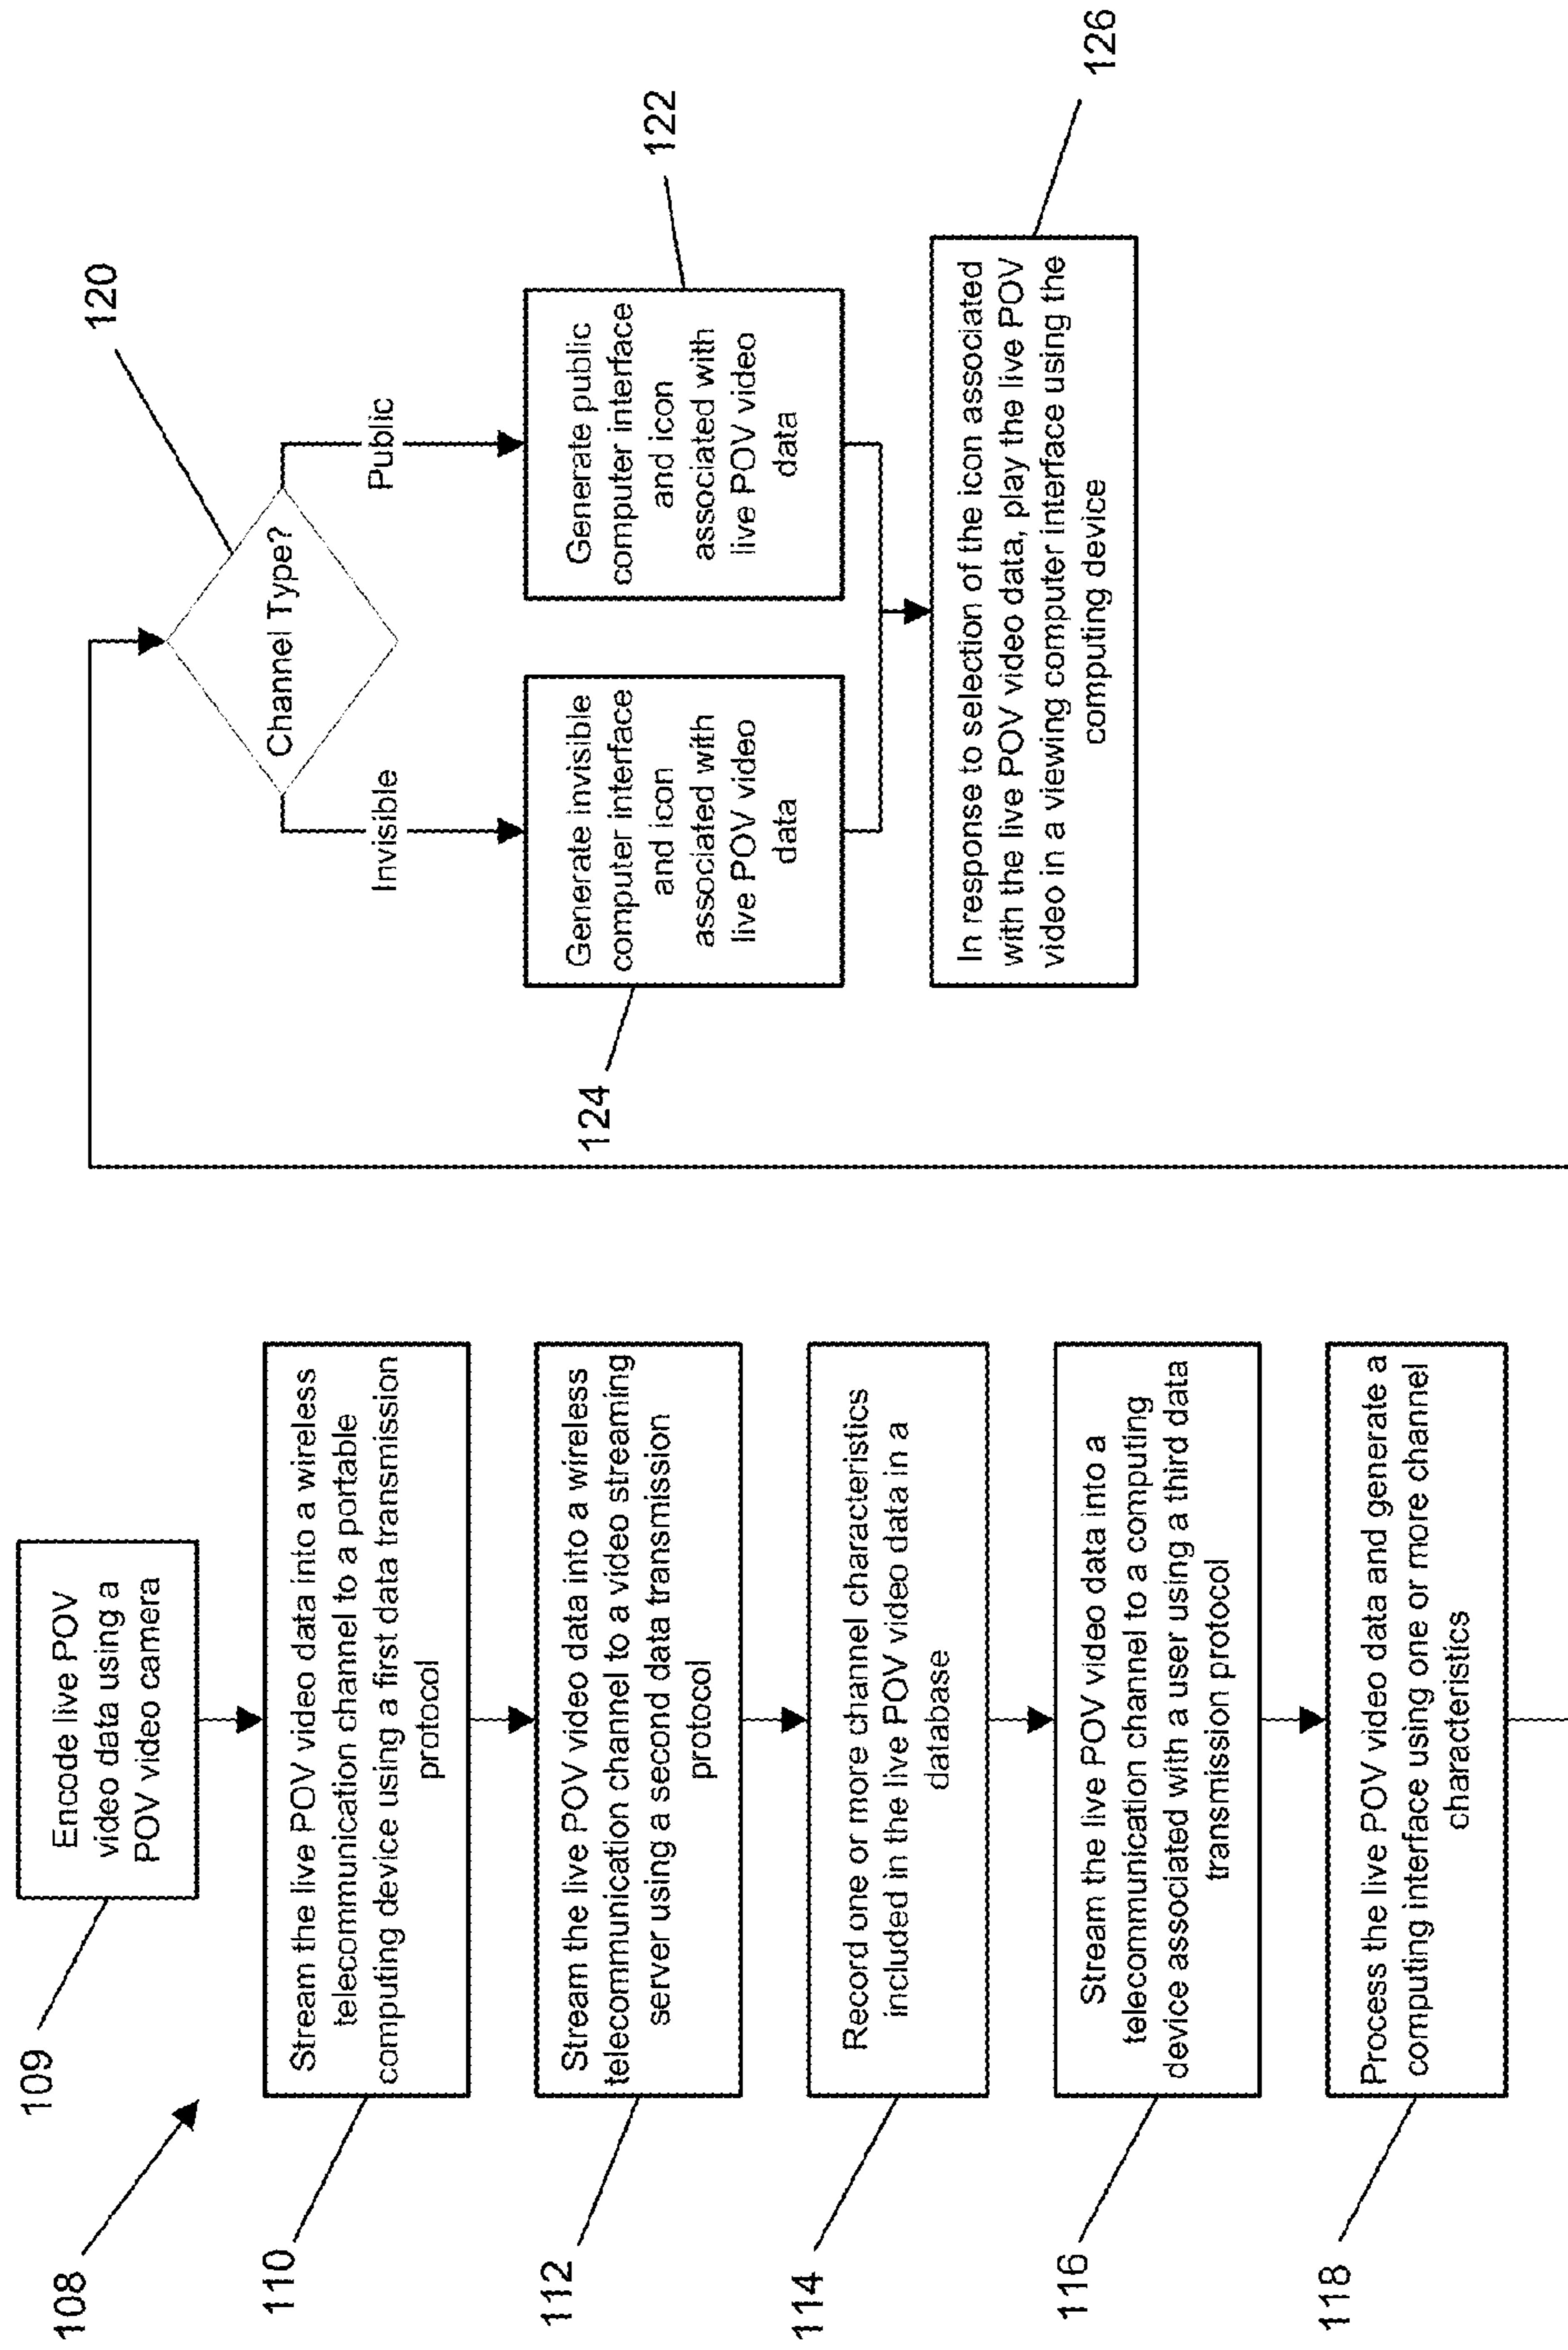 108
109
Encode live POV
video data using a
POV video camera
110
Stream the live POV video data into a wireless
telecommunication channel to a portable
computing device using a first data transmission
protocol
112
Stream the live POV video data into a wireless
telecommunication channel to a video streaming
server using a second data transmission
protocol
114
Record one or more channel characteristics
included in the live POV video data in a
database
116
Stream the live POV video data into a
telecommunication channel to a computing
device associated with a user using a third data
transmission protocol
118
Process the live POV video data and generate a
computing interface using one or more channel
characteristics
120
Channel Type?
Invisible
Public
124
Generate invisible
computer interface
and icon
associated with
live POV video
data
122
Generate public
computer interface
and icon
associated with
live POV video
data
126
In response to selection of the icon associated
with the live POV video data, play the live POV
video in a viewing computer interface using the
computing device